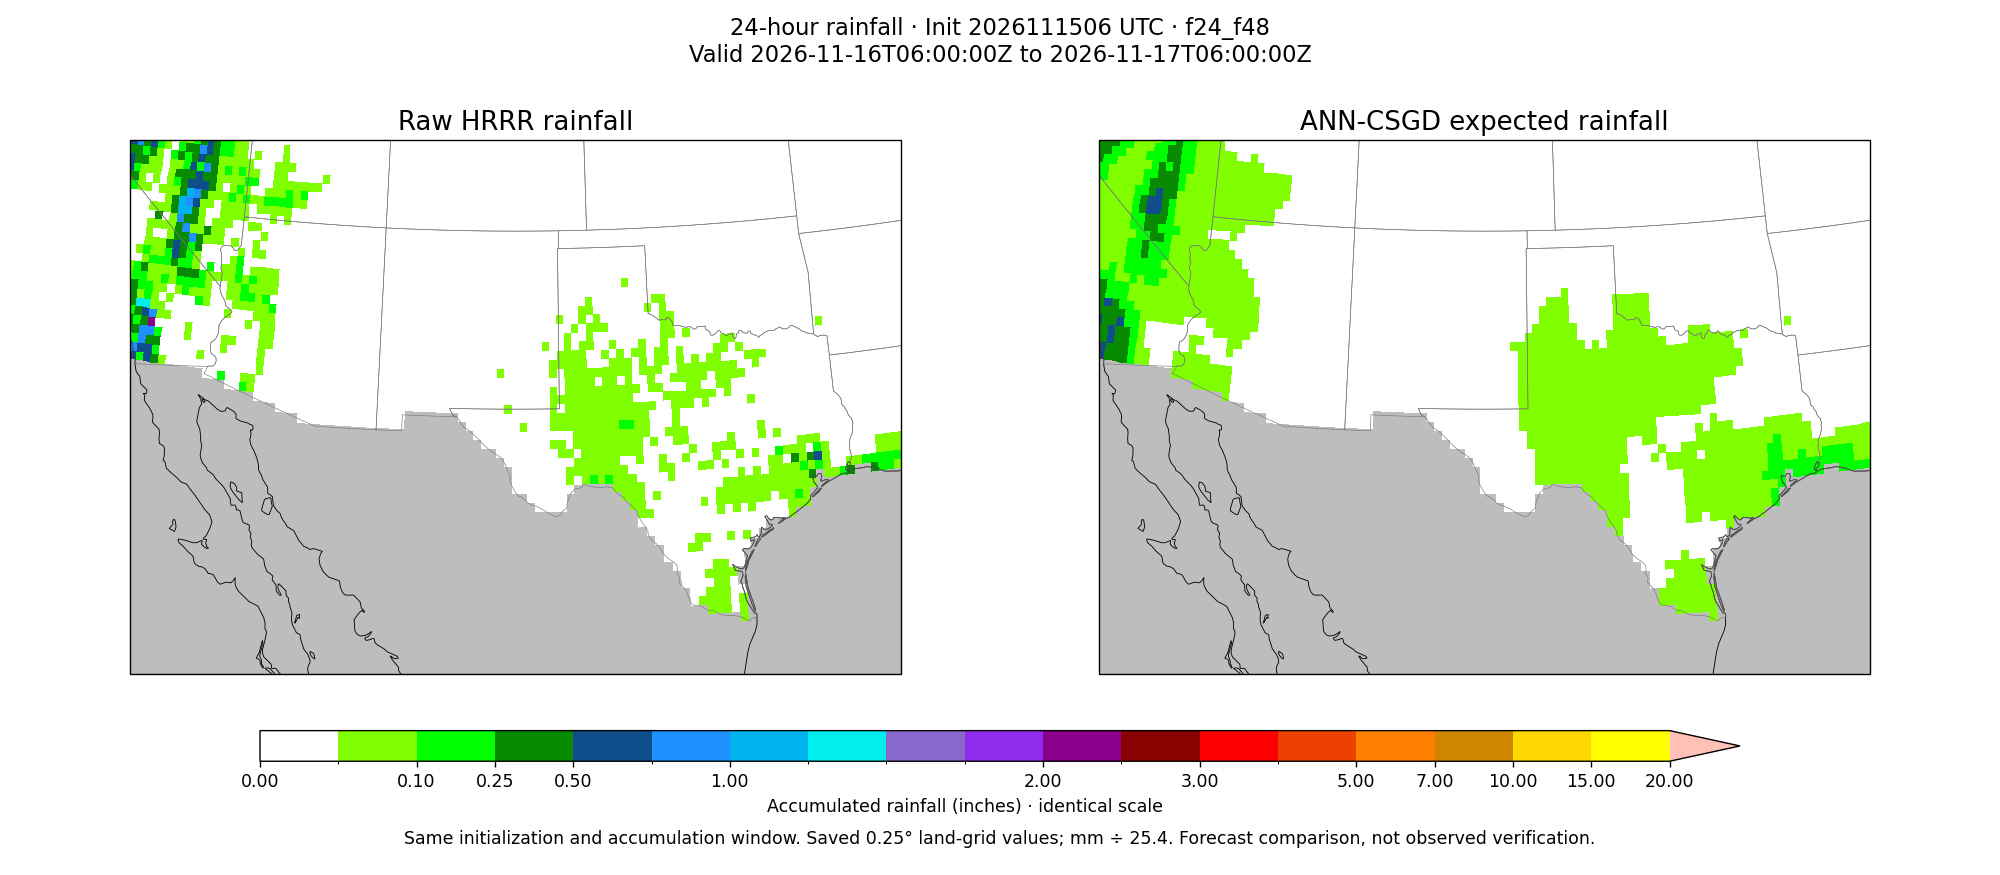 24-hour rainfall · Init 2026111506 UTC · f24_f48
Valid 2026-11-16T06:00:00Z to 2026-11-17T06:00:00Z
Raw HRRR rainfall
ANN-CSGD expected rainfall
0.00 0.10 0.25 0.50 1.00 2.00 3.00 5.00 7.00 10.00 15.00 20.00
Accumulated rainfall (inches) · identical scale
Same initialization and accumulation window. Saved 0.25° land-grid values; mm ÷ 25.4. Forecast comparison, not observed verification.